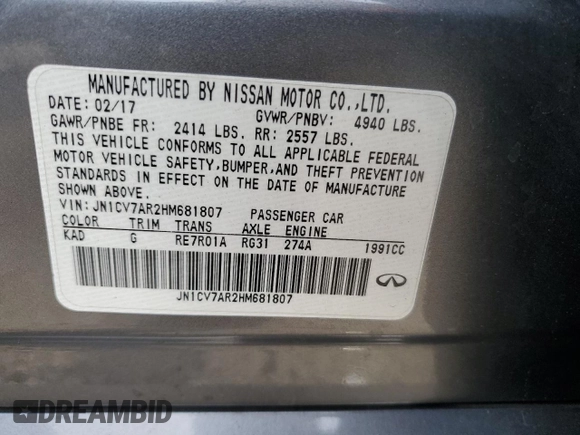 MANUFACTURED BY NISSAN MOTOR CO.,LTD.
DATE: 02/17 GVWR/PNBV: 4940 LBS.
GAWR/PNBE FR: 2414 LBS. RR: 2557 LBS.
THIS VEHICLE CONFORMS TO ALL APPLICABLE FEDERAL
MOTOR VEHICLE SAFETY,BUMPER,AND THEFT PREVENTION
STANDARDS IN EFFECT ON THE DATE OF MANUFACTURE
SHOWN ABOVE.
VIN:JN1CV7AR2HM681807 PASSENGER CAR
COLOR TRIM TRANS AXLE ENGINE
KAD G RE7R01A RG31 274A 1991CC
JN1CV7AR2HM681807
DREAMBID